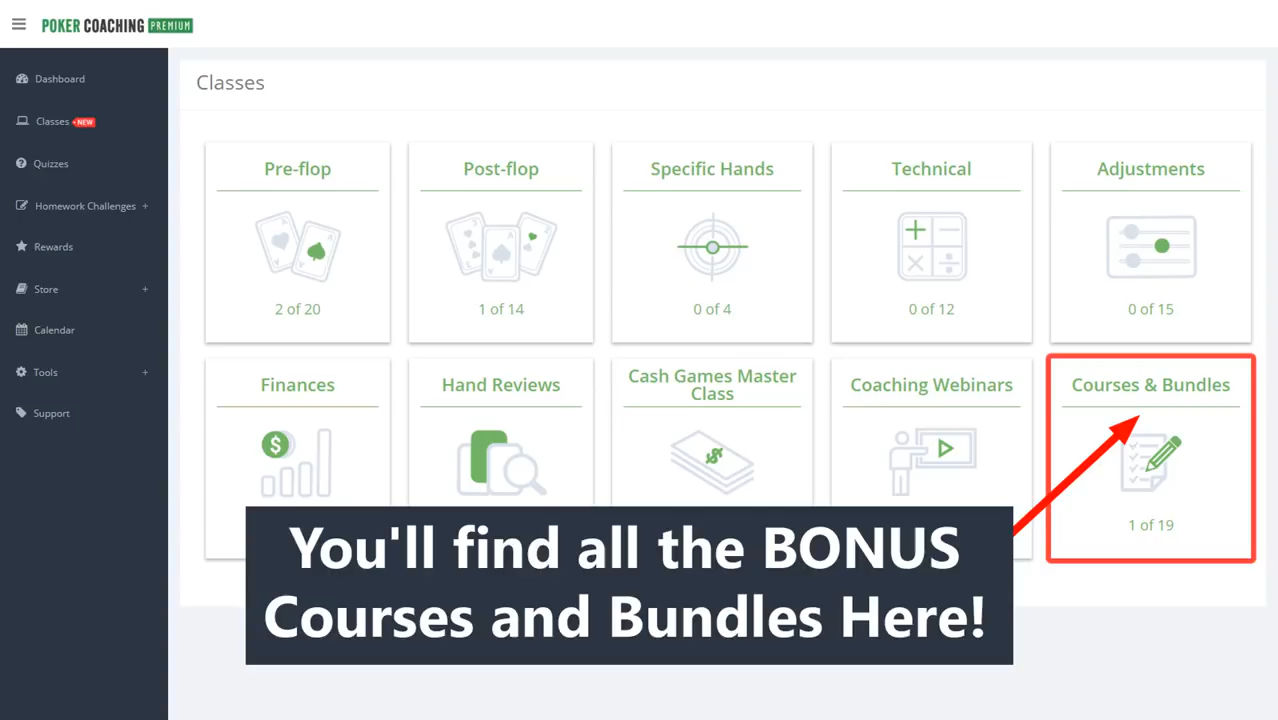 POKER COACHING PREMIUM
Dashboard
Classes NEW
Quizzes
Homework Challenges +
Rewards
Store +
Calendar
Tools +
Support
Classes
Pre-flop
2 of 20
Post-flop
1 of 14
Specific Hands
0 of 4
Technical
0 of 12
Adjustments
0 of 15
Finances
Hand Reviews
Cash Games Master
Class
Coaching Webinars
Courses & Bundles
1 of 19
You'll find all the BONUS
Courses and Bundles Here!